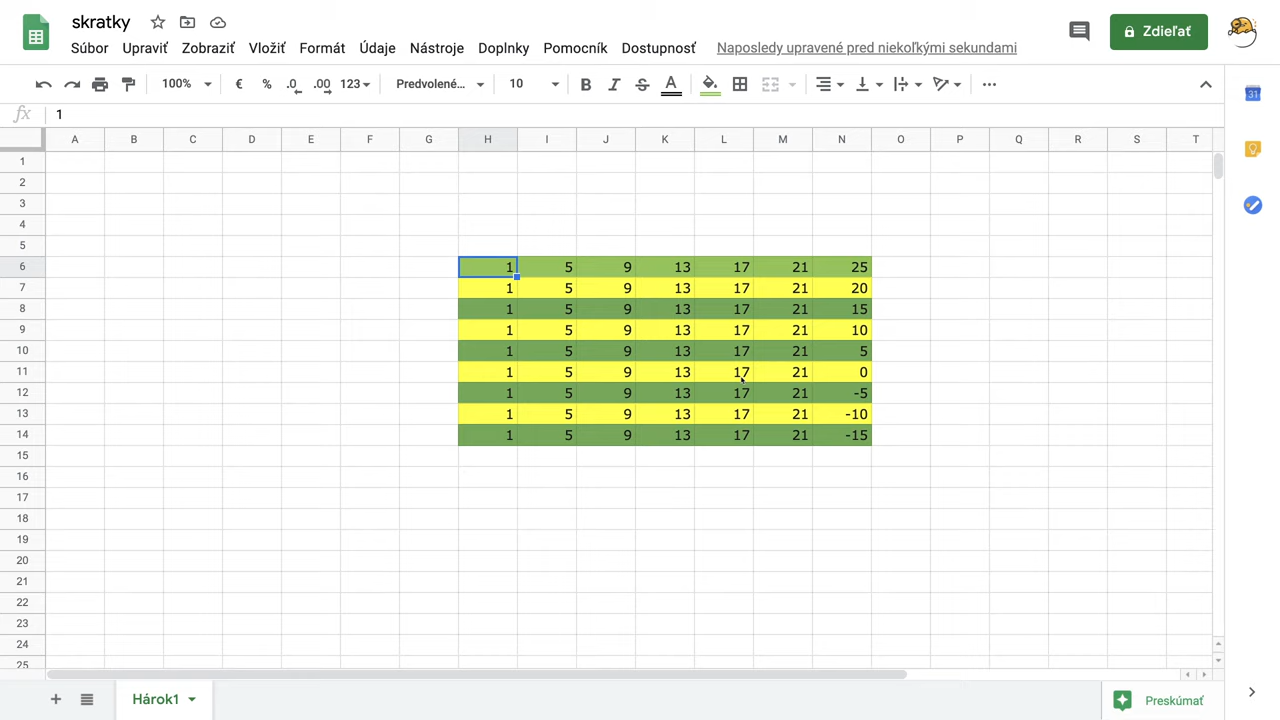 skratky
Súbor Upraviť Zobraziť Vložiť Formát Údaje Nástroje Doplnky Pomocník Dostupnosť Naposledy upravené pred niekoľkými sekundami
Zdieľať
100% € % .0 .00 123 Predvolené... 10 B I S A
fx 1
A B C D E F G H I J K L M N O P Q R S T
1
2
3
4
5
6 1 5 9 13 17 21 25
7 1 5 9 13 17 21 20
8 1 5 9 13 17 21 15
9 1 5 9 13 17 21 10
10 1 5 9 13 17 21 5
11 1 5 9 13 17 21 0
12 1 5 9 13 17 21 -5
13 1 5 9 13 17 21 -10
14 1 5 9 13 17 21 -15
15
16
17
18
19
20
21
22
23
24
25
Hárok1
Preskúmať
31